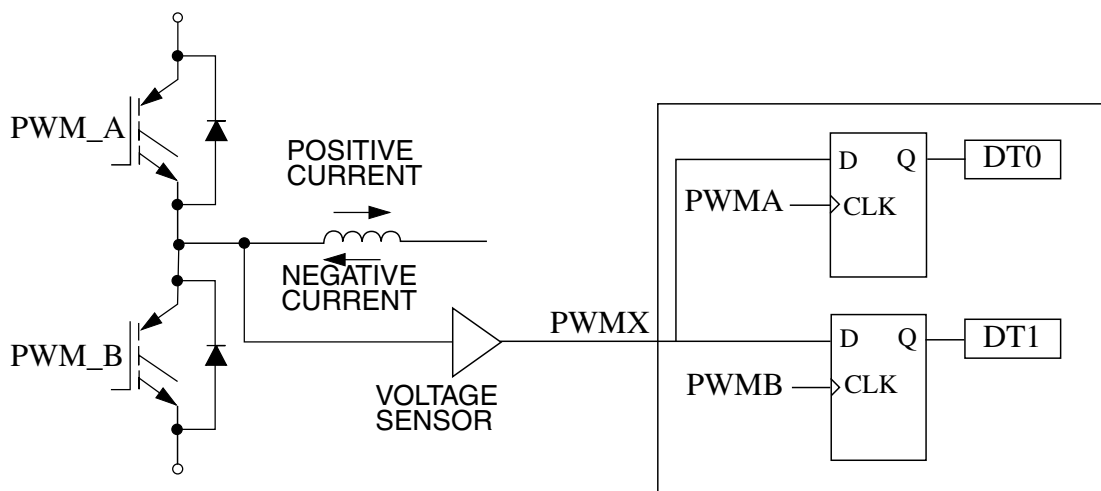 PWM_A
POSITIVE
CURRENT
NEGATIVE
CURRENT
PWM_B
VOLTAGE
SENSOR
PWMX
D
Q
DT0
PWMA
CLK
D
Q
DT1
PWMB
CLK